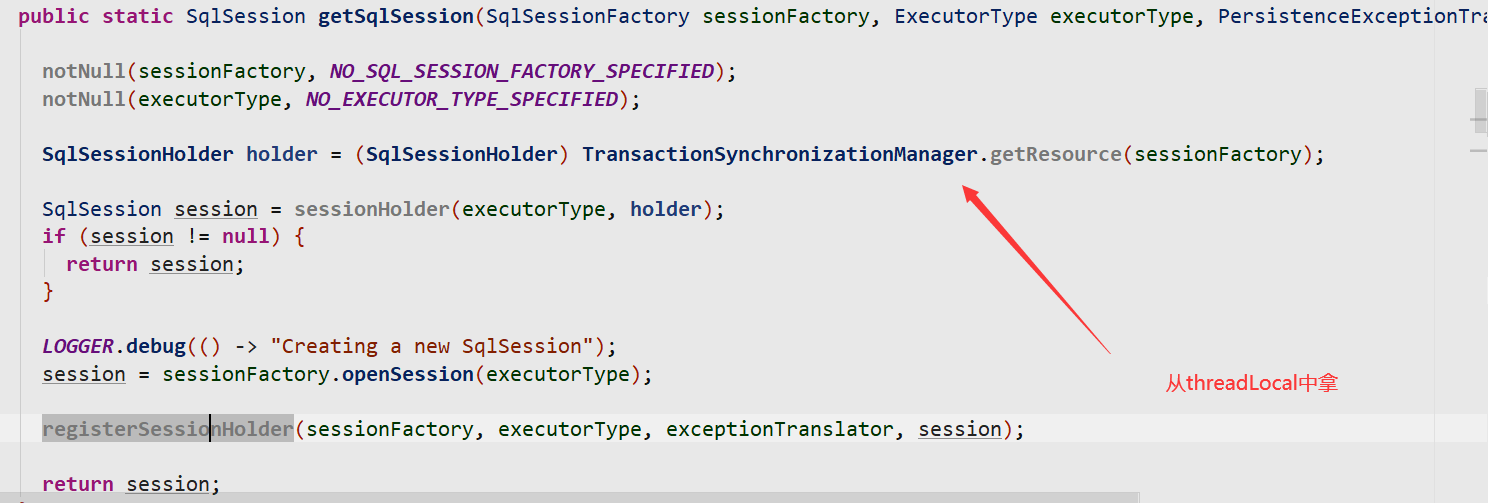 public static SqlSession getSqlSession(SqlSessionFactory sessionFactory, ExecutorType executorType, PersistenceExceptionTra
notNull(sessionFactory, NO_SQL_SESSION_FACTORY_SPECIFIED);
notNull(executorType, NO_EXECUTOR_TYPE_SPECIFIED);
SqlSessionHolder holder = (SqlSessionHolder) TransactionSynchronizationManager.getResource(sessionFactory);
SqlSession session = sessionHolder(executorType, holder);
if (session != null) {
return session;
}
LOGGER.debug(() -> "Creating a new SqlSession");
session = sessionFactory.openSession(executorType);
从threadLocal中拿
registerSessionHolder(sessionFactory, executorType, exceptionTranslator, session);
return session;